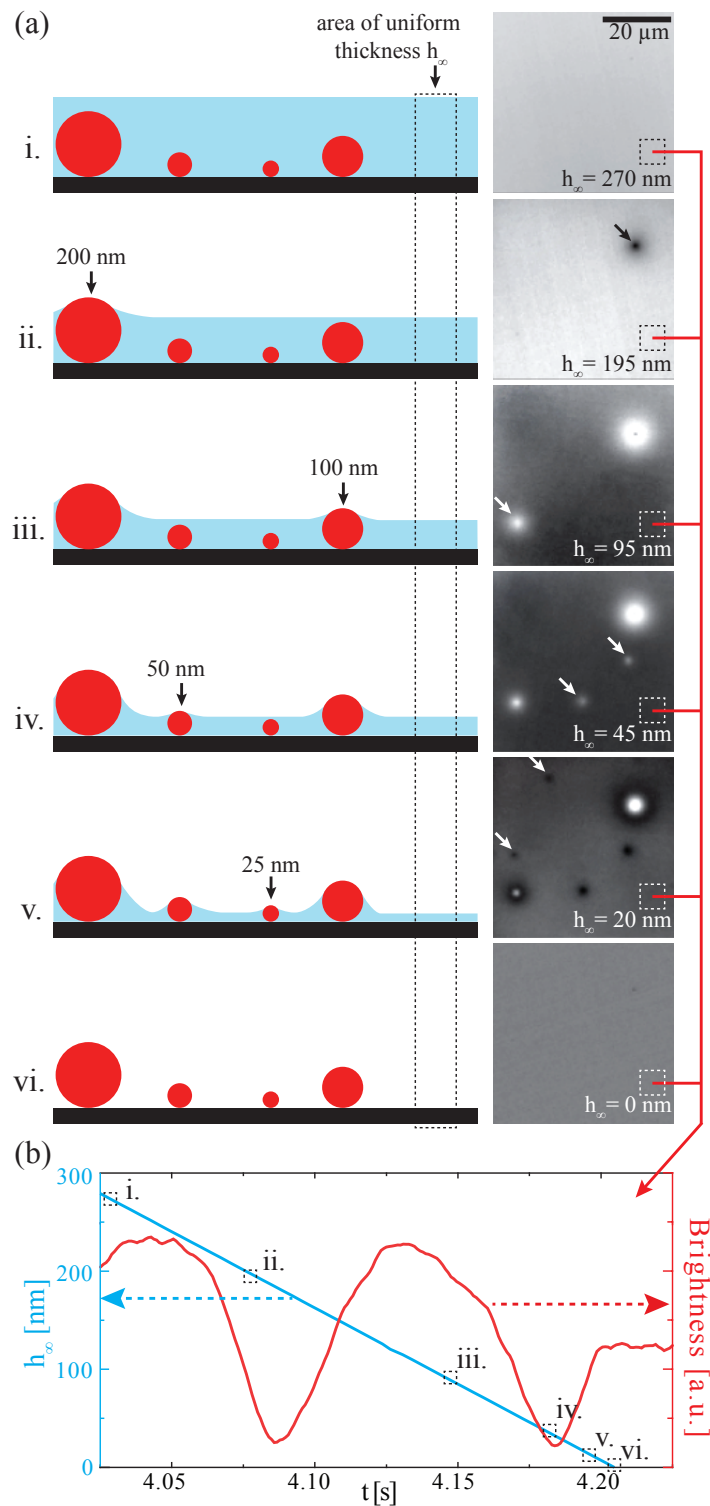 (a)
area of uniform
thickness h∞
20 µm
i.
h∞= 270 nm
200 nm
ii.
h∞= 195 nm
100 nm
iii.
h∞= 95 nm
50 nm
iv.
h∞= 45 nm
25 nm
v.
h∞= 20 nm
vi.
h∞= 0 nm
(b)
300
200
100
0
h∞ [nm]
i.
ii.
iii.
iv.
v.
vi.
Brightness [a.u.]
4.05
4.10
4.15
4.20
t [s]